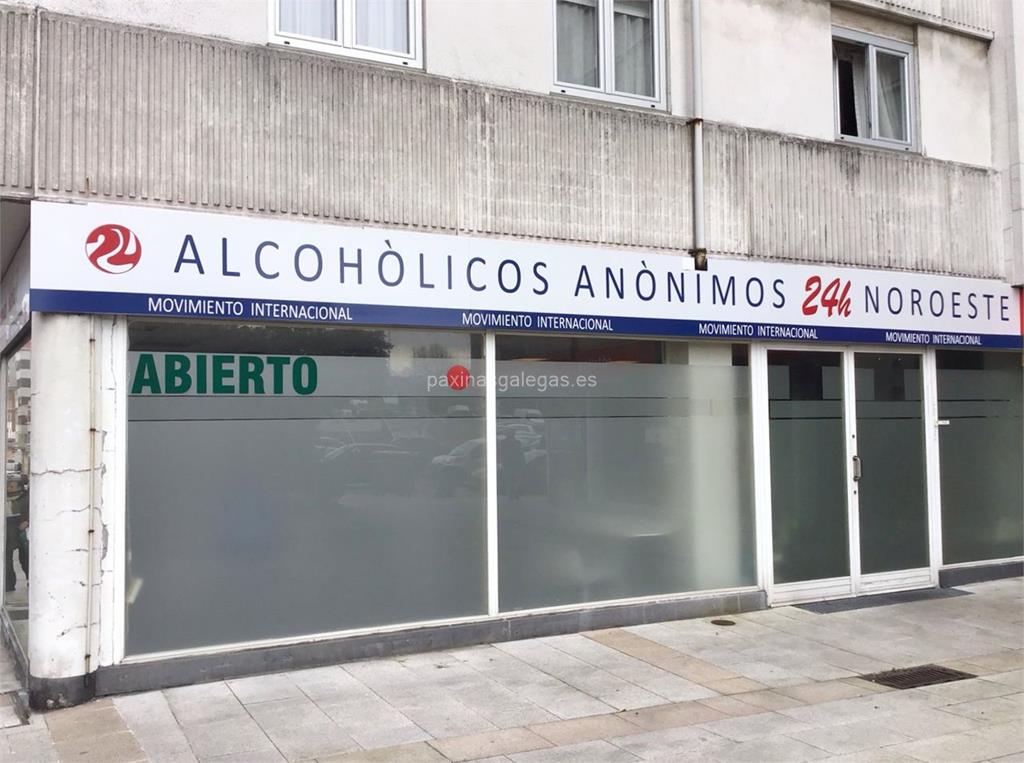 24 ALCOHÒLICOS ANÒNIMOS 24h NOROESTE
MOVIMIENTO INTERNACIONAL MOVIMIENTO INTERNACIONAL MOVIMIENTO INTERNACIONAL MOVIMIENTO INTERNACIONAL
ABIERTO
paxinasgalegas.es